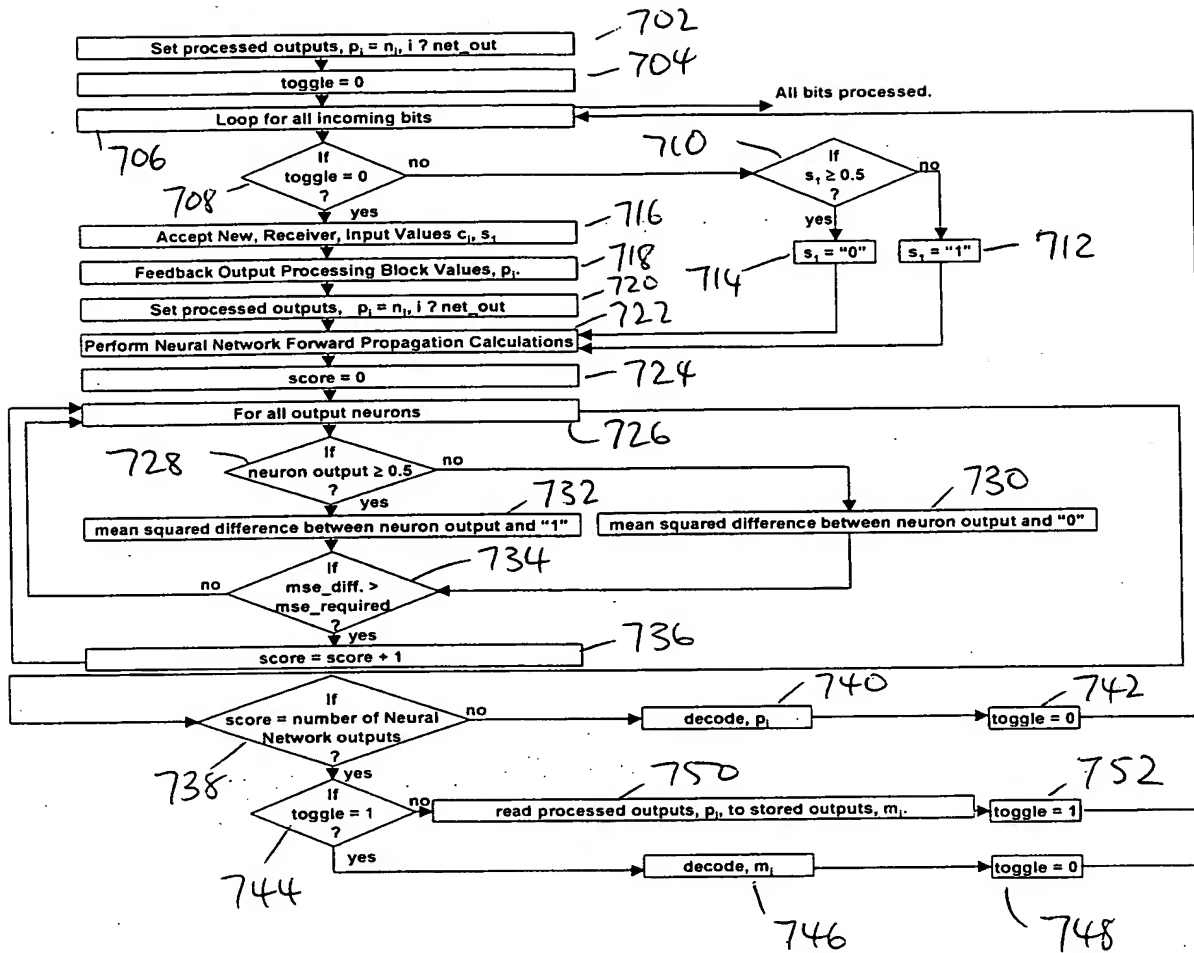 Set processed outputs, pᵢ = nᵢ, i ? net_out
702
toggle = 0
704
All bits processed.
Loop for all incoming bits
706
If
toggle = 0
?
708
no
yes
710
If
s₁ ≥ 0.5
?
no
yes
s₁ = "0"
714
s₁ = "1"
712
Accept New, Receiver, Input Values cᵢ, s₁
716
Feedback Output Processing Block Values, pᵢ.
718
Set processed outputs, pᵢ = nᵢ, i ? net_out
720
Perform Neural Network Forward Propagation Calculations
722
score = 0
724
For all output neurons
726
If
neuron output ≥ 0.5
?
728
no
yes
mean squared difference between neuron output and "1"
732
mean squared difference between neuron output and "0"
730
If
mse_diff. >
mse_required
?
734
no
yes
score = score + 1
736
If
score = number of Neural
Network outputs
?
738
no
yes
decode, pᵢ
740
toggle = 0
742
If
toggle = 1
?
744
no
yes
read processed outputs, pᵢ, to stored outputs, mᵢ.
750
toggle = 1
752
decode, mᵢ
746
toggle = 0
748